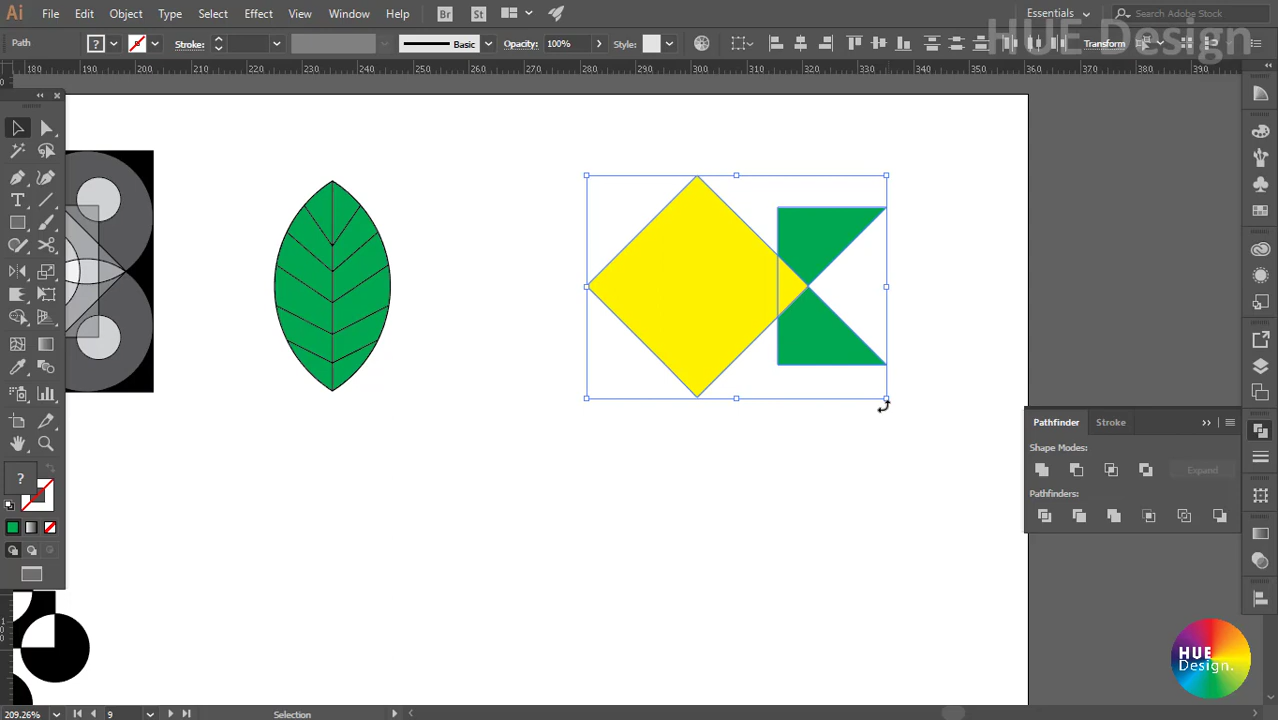 Ai File Edit Object Type Select Effect View Window Help Br St Essentials Search Adobe Stock
HUE Design
Path ? Stroke: Basic Opacity: 100% Style: Transform
180 190 200 210 220 230 240 250 260 270 280 290 300 310 320 330 340 350 360 370 380 390
Pathfinder Stroke
Shape Modes:
Expand
Pathfinders:
?
HUE
Design.
209.26% 9 Selection